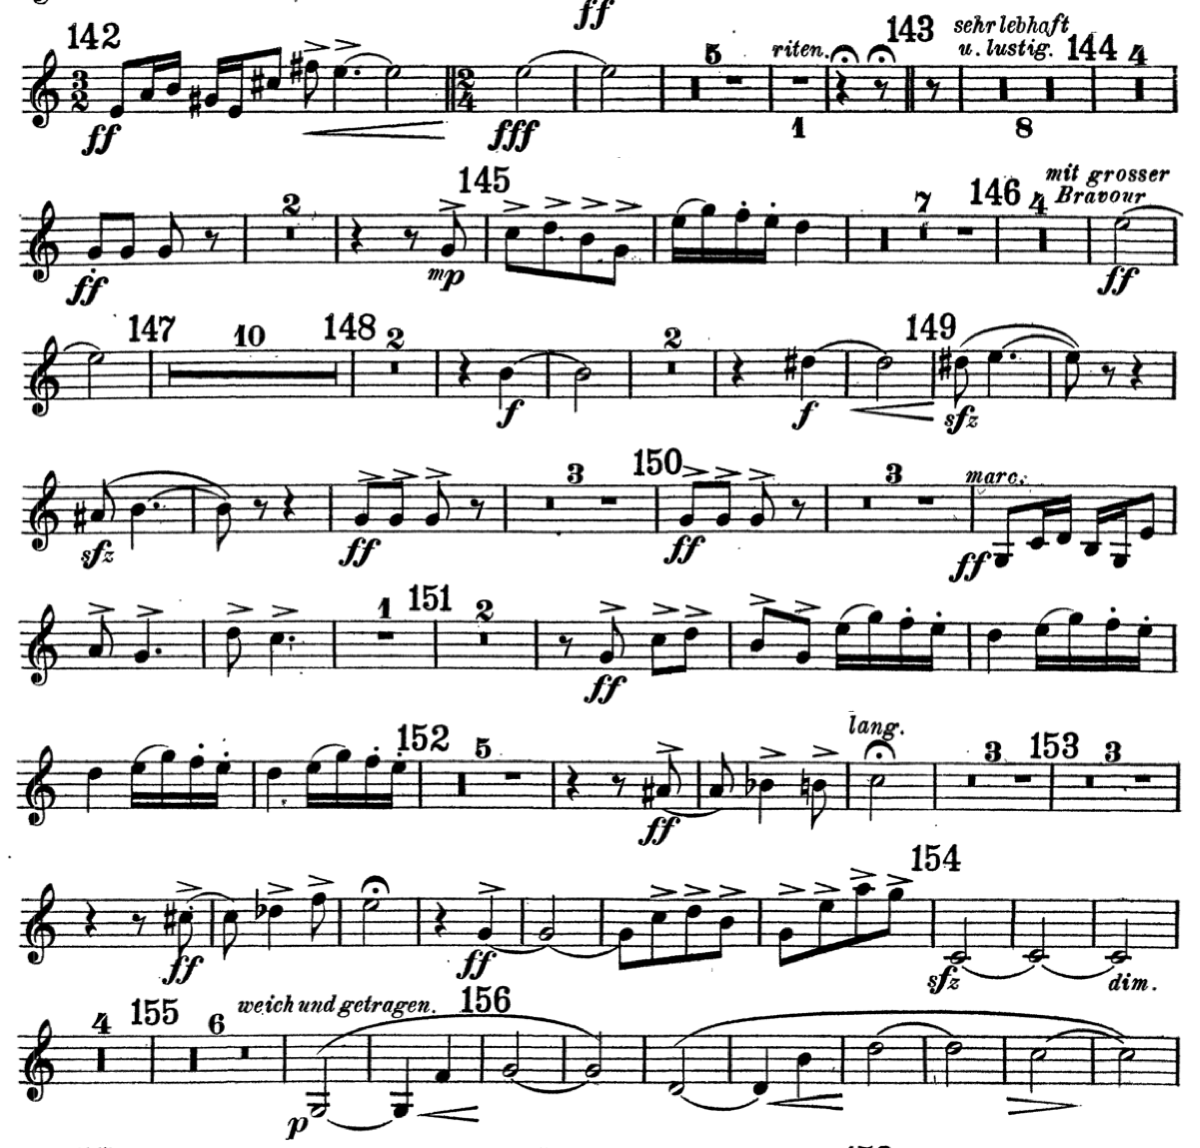 ff
142 riten. 143 sehr lebhaft
u. lustig. 144
3 2 2 4 5 4
ff fff 1 8
145 146 mit grosser
Bravour
2 7 4
ff mp ff
147 10 148 2 2 149
f f sfz
3 150 3 marc.
sfz ff ff ff
1 151 2
ff
152 5 lang. 3 153 3
ff
154
ff ff sfz dim.
4 155 6 weich und getragen. 156
p